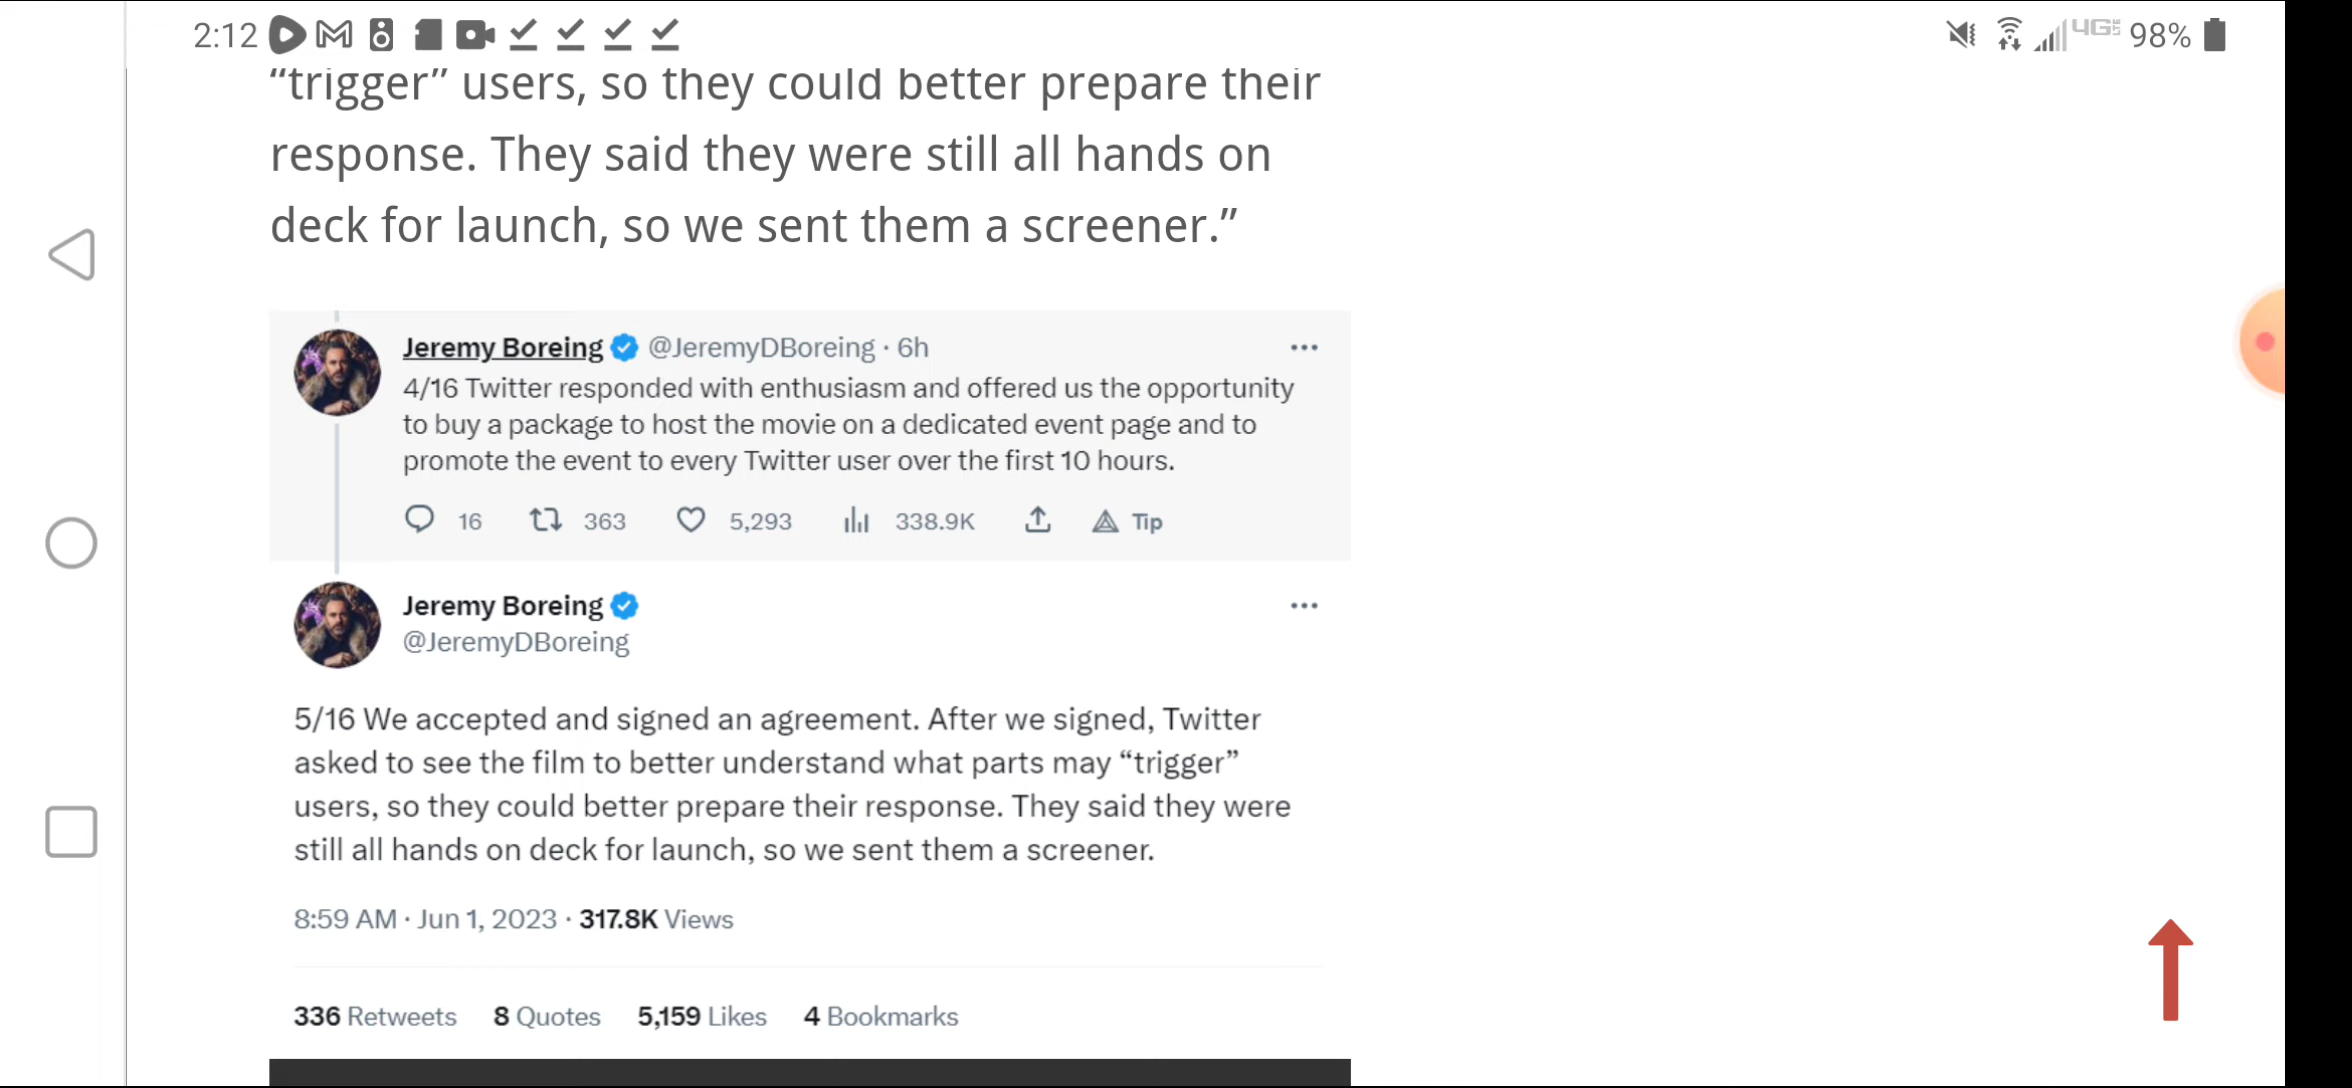 2:12 98%
“trigger” users, so they could better prepare their
response. They said they were still all hands on
deck for launch, so we sent them a screener.”
Jeremy Boreing @JeremyDBoreing · 6h
4/16 Twitter responded with enthusiasm and offered us the opportunity
to buy a package to host the movie on a dedicated event page and to
promote the event to every Twitter user over the first 10 hours.
16 363 5,293 338.9K Tip
Jeremy Boreing
@JeremyDBoreing
5/16 We accepted and signed an agreement. After we signed, Twitter
asked to see the film to better understand what parts may “trigger”
users, so they could better prepare their response. They said they were
still all hands on deck for launch, so we sent them a screener.
8:59 AM · Jun 1, 2023 · 317.8K Views
336 Retweets 8 Quotes 5,159 Likes 4 Bookmarks